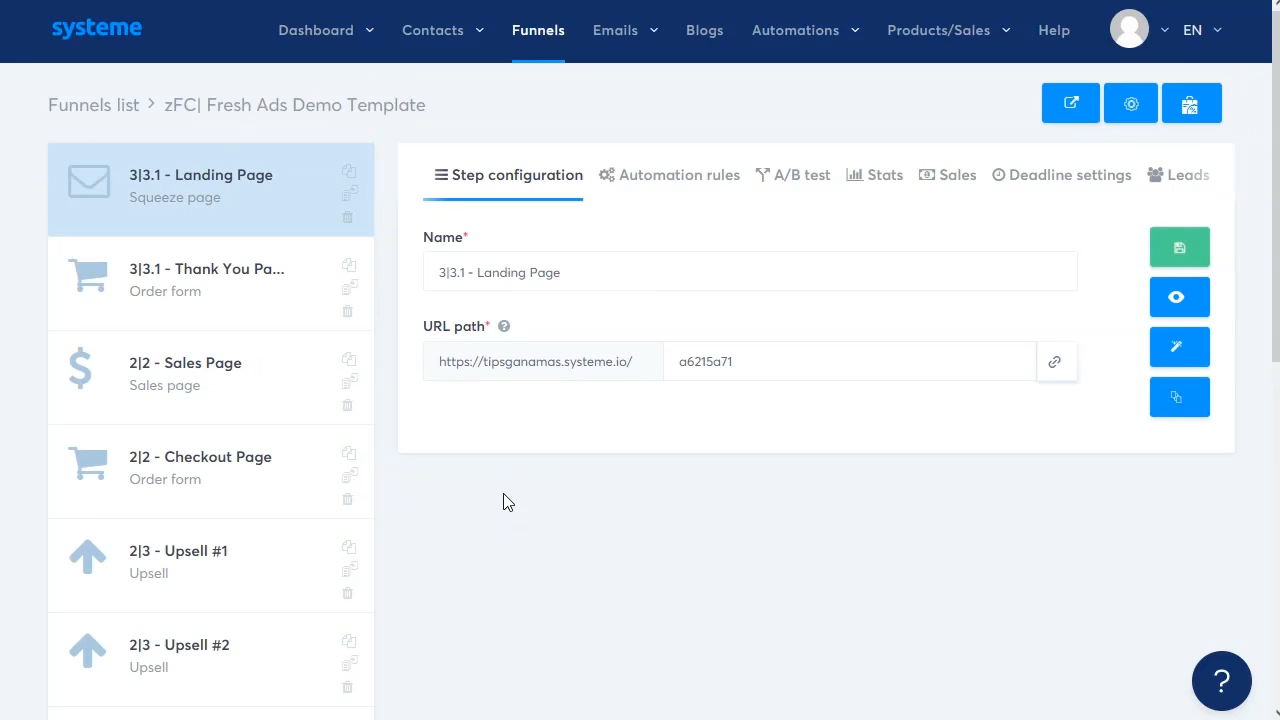 systeme
Dashboard Contacts Funnels Emails Blogs Automations Products/Sales Help EN
Funnels list > zFC| Fresh Ads Demo Template
3|3.1 - Landing Page
Squeeze page
3|3.1 - Thank You Pa...
Order form
2|2 - Sales Page
Sales page
2|2 - Checkout Page
Order form
2|3 - Upsell #1
Upsell
2|3 - Upsell #2
Upsell
Step configuration Automation rules A/B test Stats Sales Deadline settings Leads
Name*
3|3.1 - Landing Page
URL path* ?
https://tipsganamas.systeme.io/ a6215a71
?